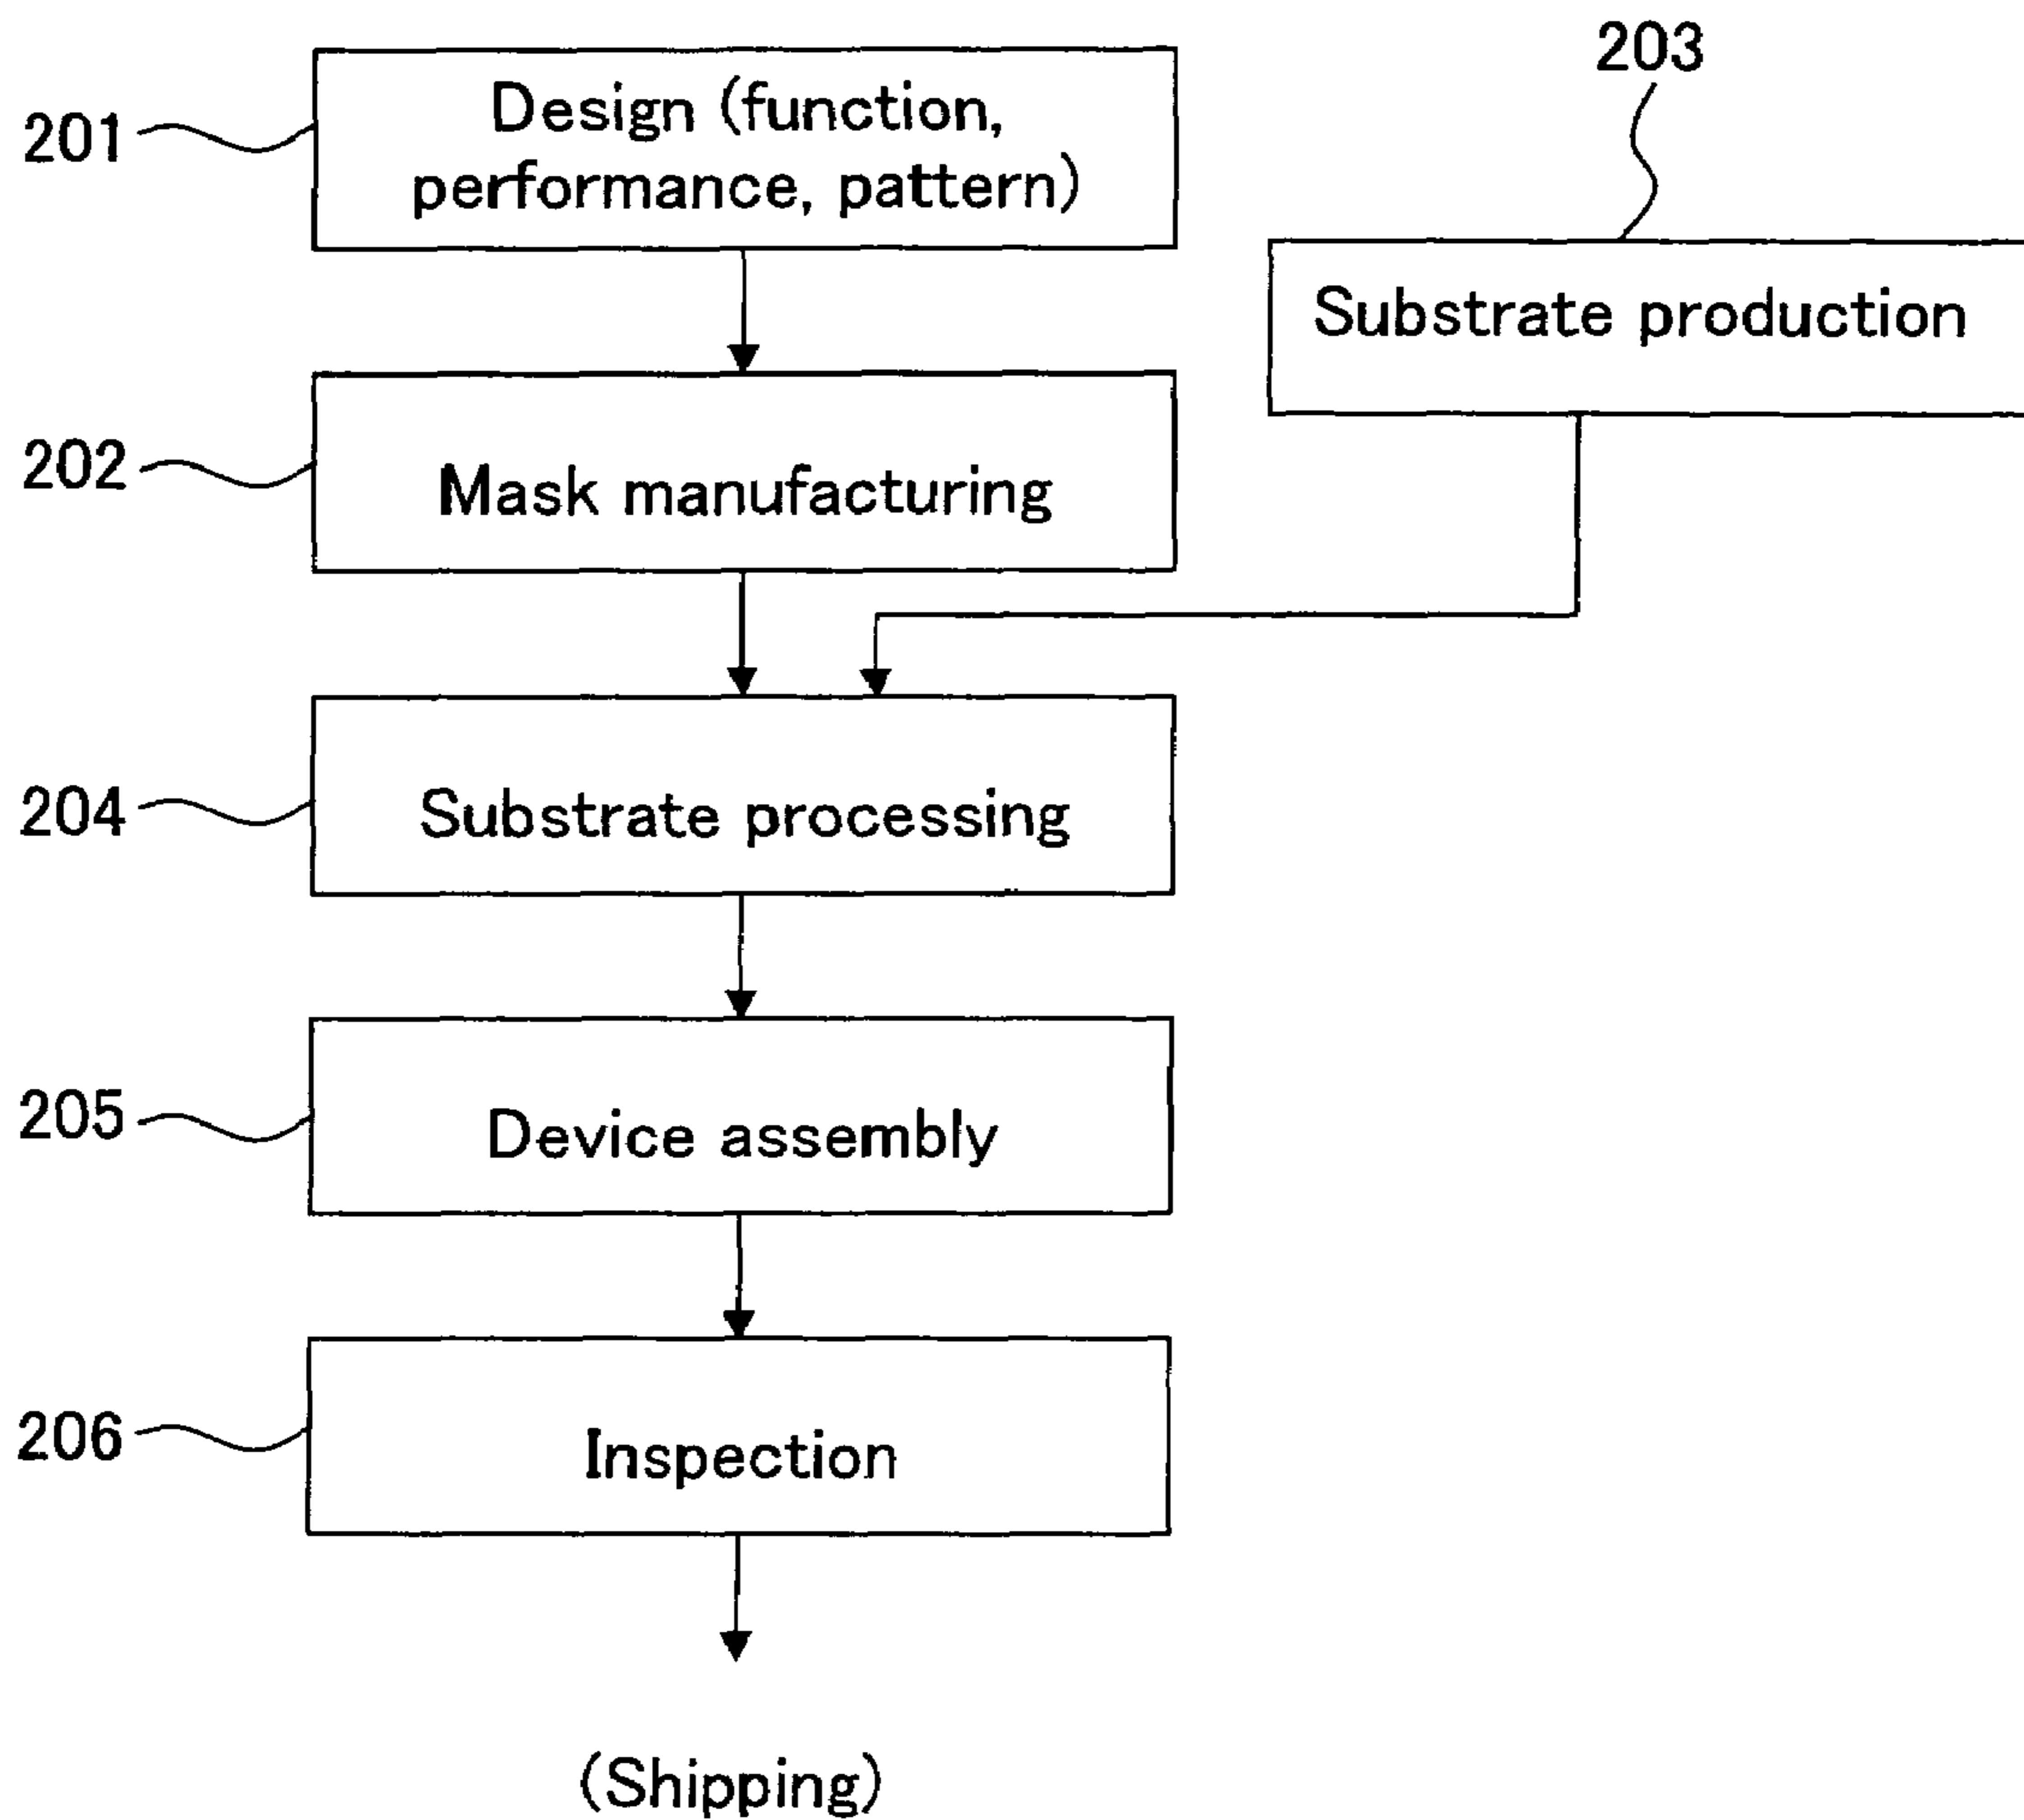 203
201
Design (function,
performance, pattern)
Substrate production
202
Mask manufacturing
204
Substrate processing
205
Device assembly
206
Inspection
(Shipping)